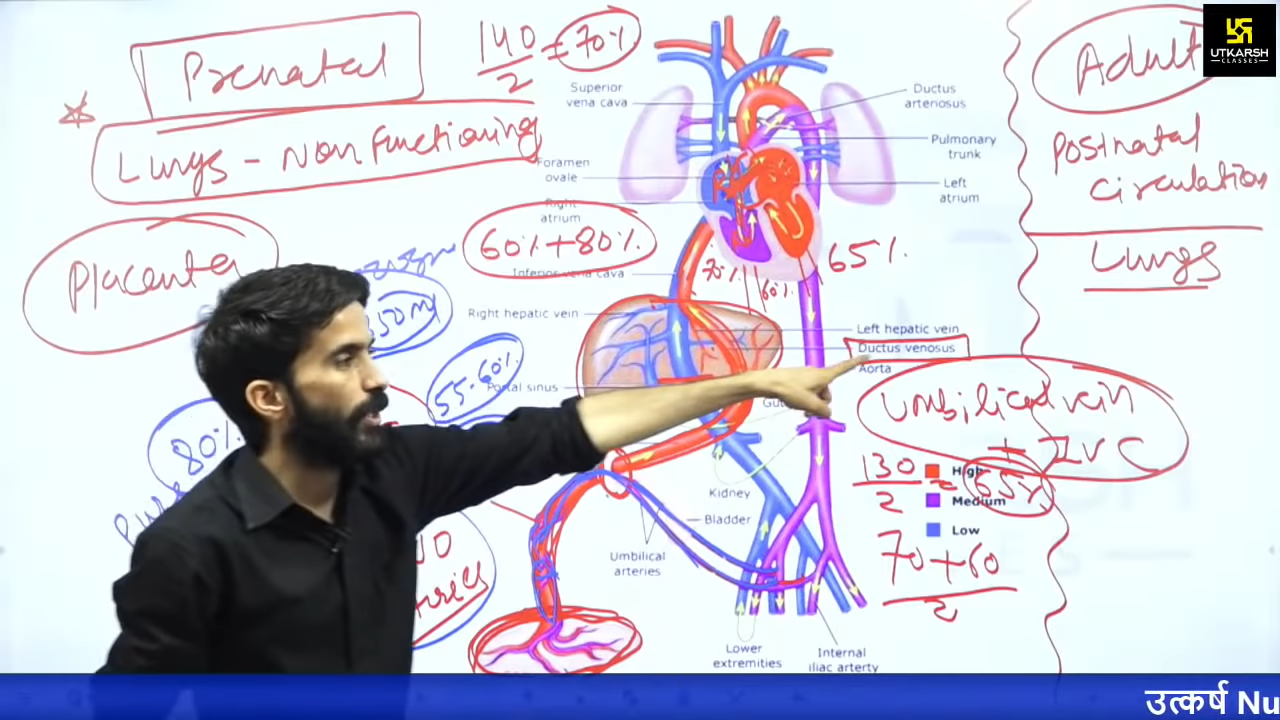 Prenatal
140/2 = 70%
Lungs - Non functioning
Placenta
60% + 80%
55-60%
80%
70%
60%
65%
Superior
vena cava
Foramen
ovale
Right
atrium
Inferior vena cava
Right hepatic vein
Portal sinus
Umbilical
arteries
Lower
extremities
Ductus
arteriosus
Pulmonary
trunk
Left
atrium
Left hepatic vein
Ductus venosus
Aorta
Kidney
Bladder
Internal
iliac arterty
High
Medium
Low
Umbilical vein
+ IVC
130/2 = 65%
70+60/2
Adult
Postnatal
circulation
Lungs
UTKARSH
CLASSES
उत्कर्ष Nu